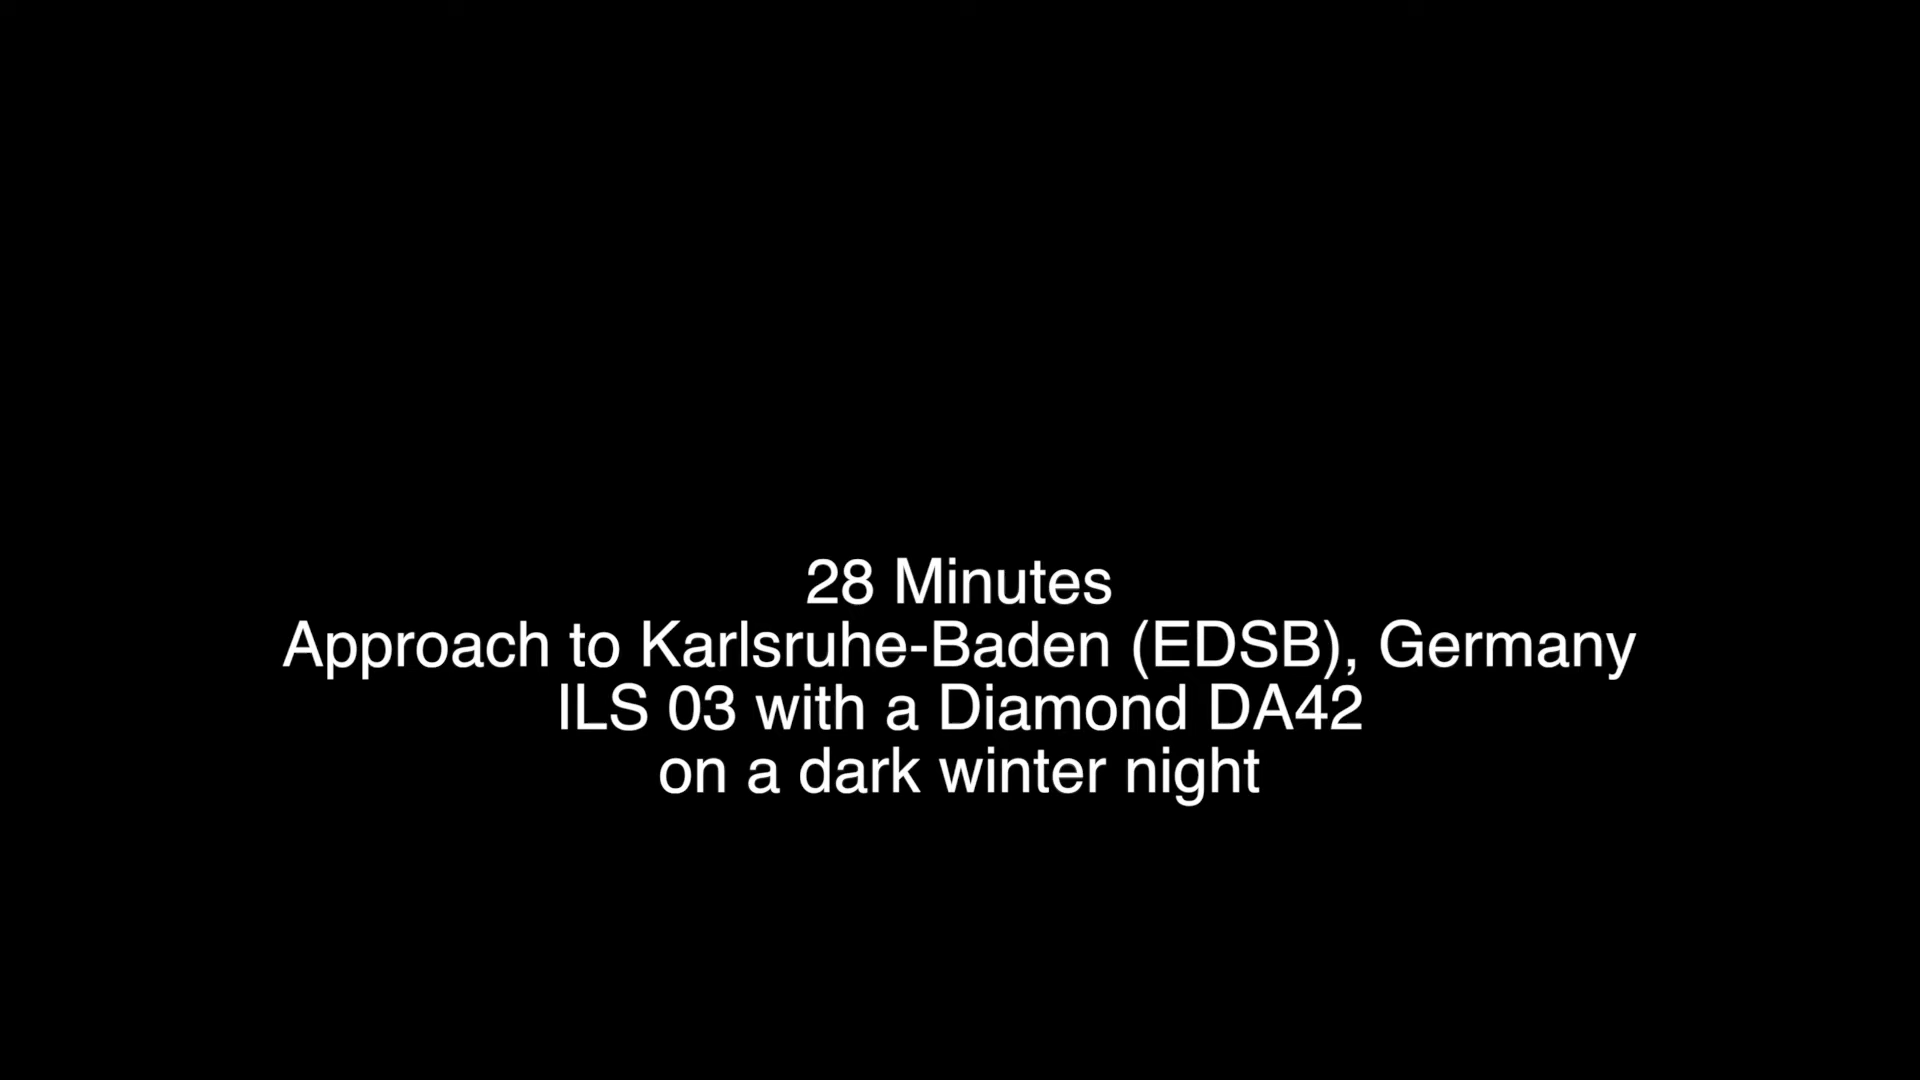 28 Minutes
Approach to Karlsruhe-Baden (EDSB), Germany
ILS 03 with a Diamond DA42
on a dark winter night